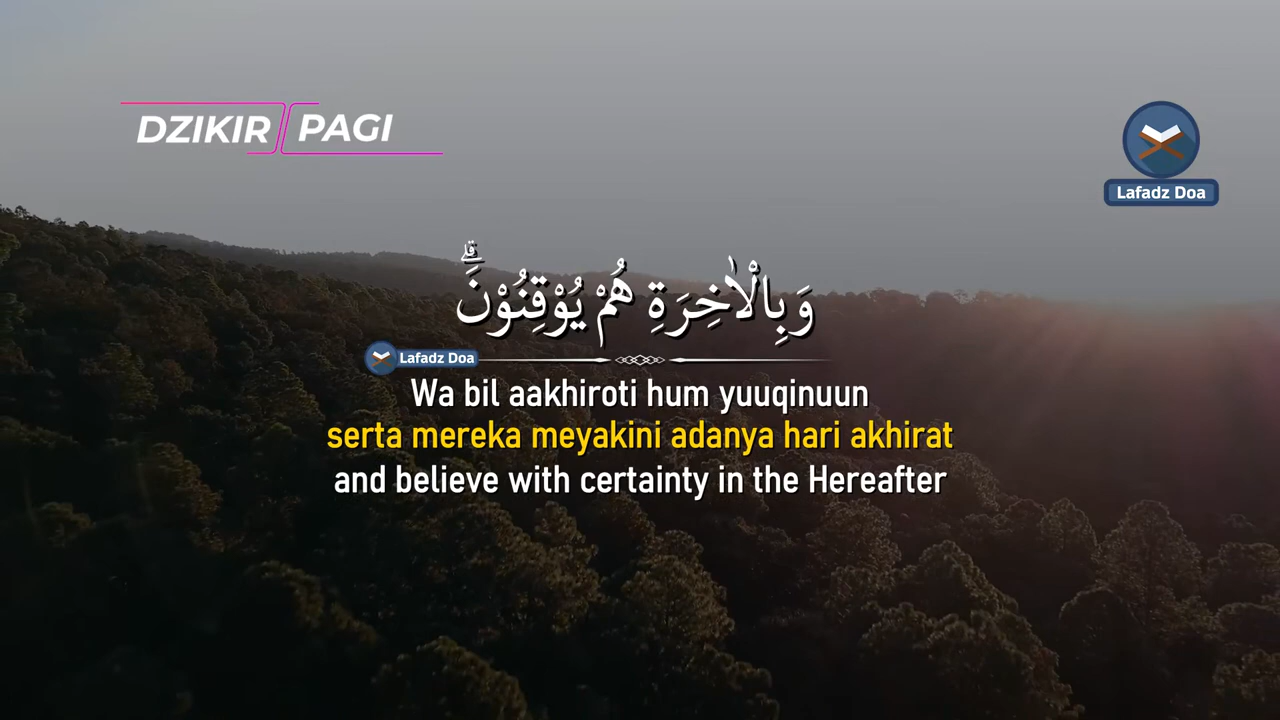 DZIKIR PAGI
Lafadz Doa
وَبِالْاٰخِرَةِ هُمْ يُوْقِنُوْنَۗ
Lafadz Doa
Wa bil aakhiroti hum yuuqinuun
serta mereka meyakini adanya hari akhirat
and believe with certainty in the Hereafter